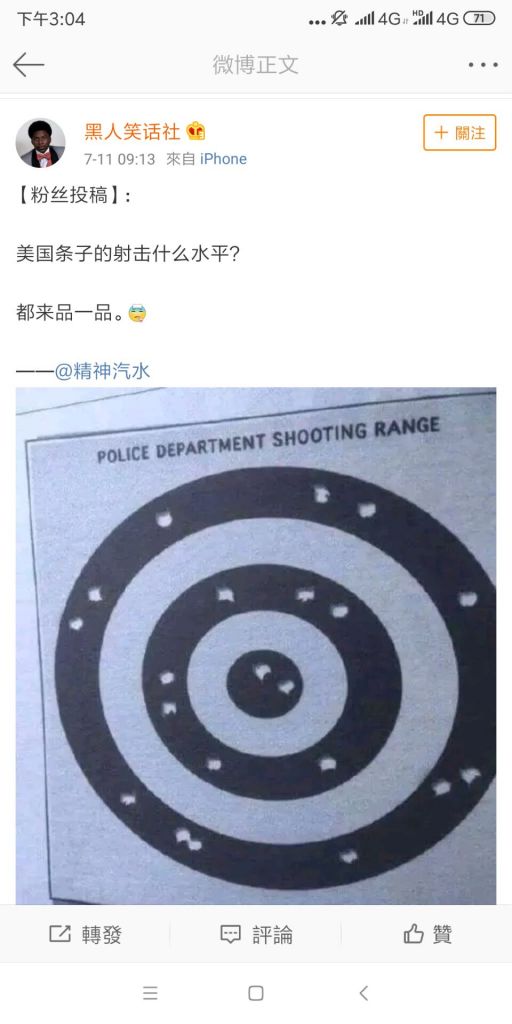 下午3:04
... 4G HD 4G 71
微博正文
黑人笑话社
7-11 09:13 來自 iPhone
+ 關注
【粉丝投稿】:
美国条子的射击什么水平?
都来品一品。
——@精神汽水
POLICE DEPARTMENT SHOOTING RANGE
轉發
評論
贊